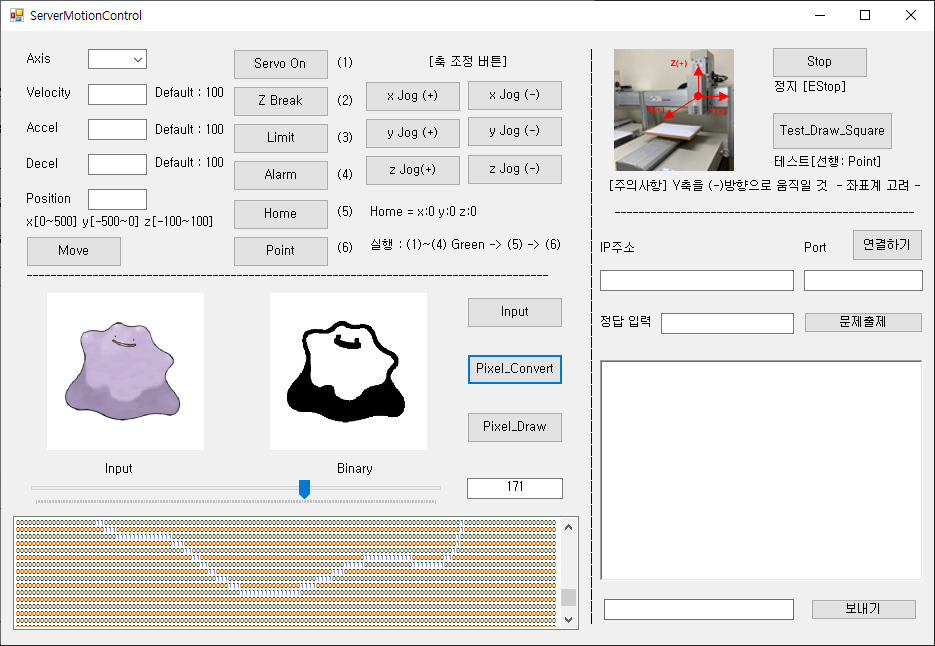 ServerMotionControl
Axis
Velocity
Default : 100
Accel
Default : 100
Decel
Default : 100
Position
x[0~500] y[-500~0] z[-100~100]
Move
Servo On
(1)
Z Break
(2)
Limit
(3)
Alarm
(4)
Home
(5)
Point
(6)
[축 조정 버튼]
x Jog (+)
x Jog (-)
y Jog (+)
y Jog (-)
z Jog(+)
z Jog (-)
Home = x:0 y:0 z:0
실행 : (1)~(4) Green -> (5) -> (6)
Z(+)
Stop
정지 [EStop]
Test_Draw_Square
테스트[선행: Point]
[주의사항] Y축을 (-)방향으로 움직일 것 - 좌표계 고려 -
IP주소
Port
연결하기
정답 입력
문제출제
Input
Pixel_Convert
Pixel_Draw
Input
Binary
171
보내기